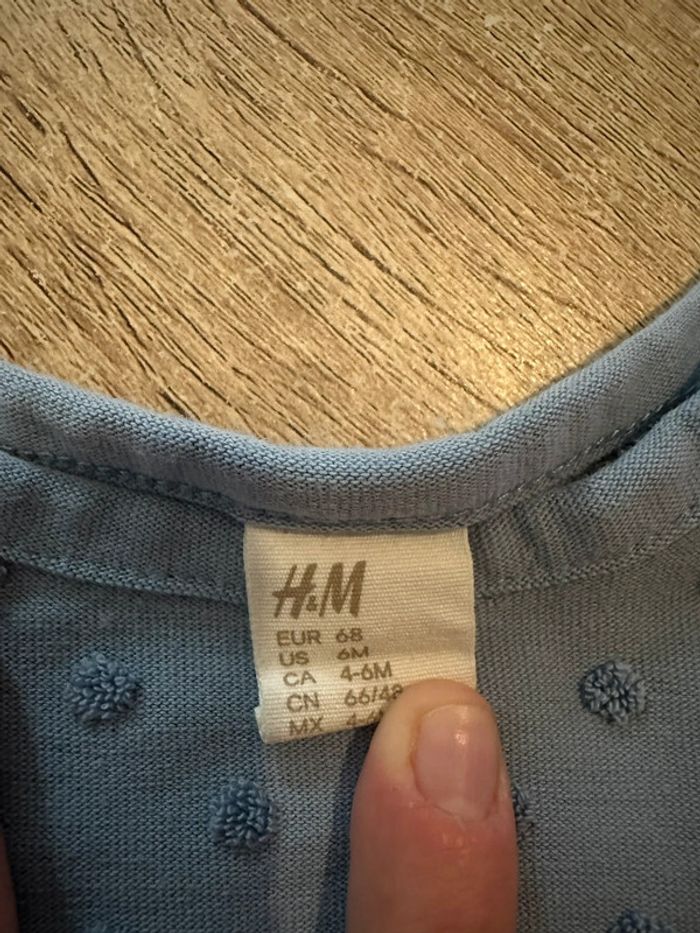 H&M
EUR 68
US 6M
CA 4-6M
CN 66/48
MX